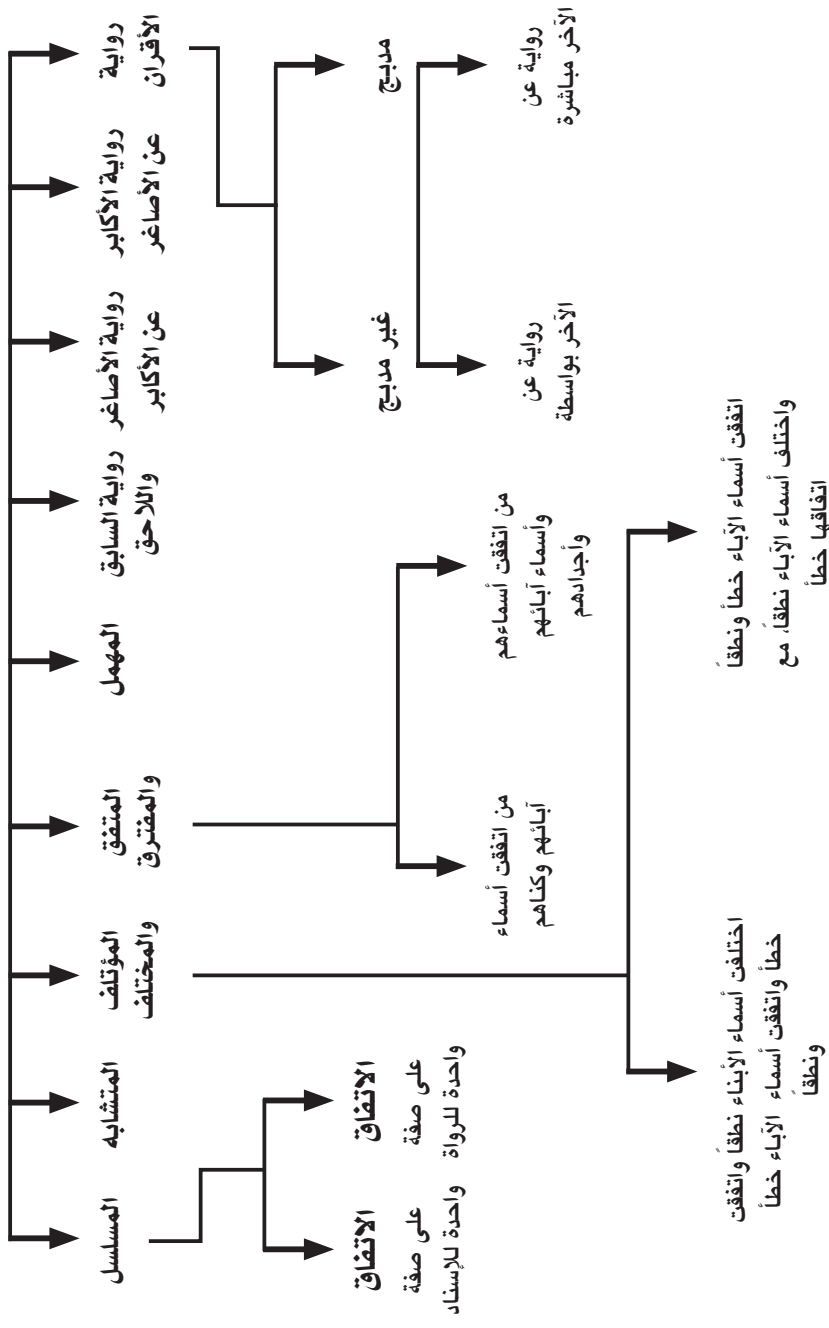 رواية
الأقران
رواية الأكابر
عن الأصاغر
رواية الأصاغر
عن الأكابر
رواية السابق
واللاحق
المهمل
المتفق
والمفترق
المؤتلف
والمختلف
المتشابه
المسلسل
مدبج
غير مدبج
رواية عن
الآخر مباشرة
رواية عن
الآخر بواسطة
من اتفقت أسماءهم
وأسماء آبائهم
وأجدادهم
من اتفقت أسماء
آبائهم وكناهم
الاتفاق
على صفة
واحدة للرواة
الاتفاق
على صفة
واحدة للإسناد
اتفقت أسماء الآباء خطاً ونطقاً
واختلف أسماء الآباء نطقاً، مع
اتفاقها خطاً
اختلفت أسماء الأبناء نطقاً واتفقت
خطاً واتفقت أسماء الآباء خطاً
ونطقاً